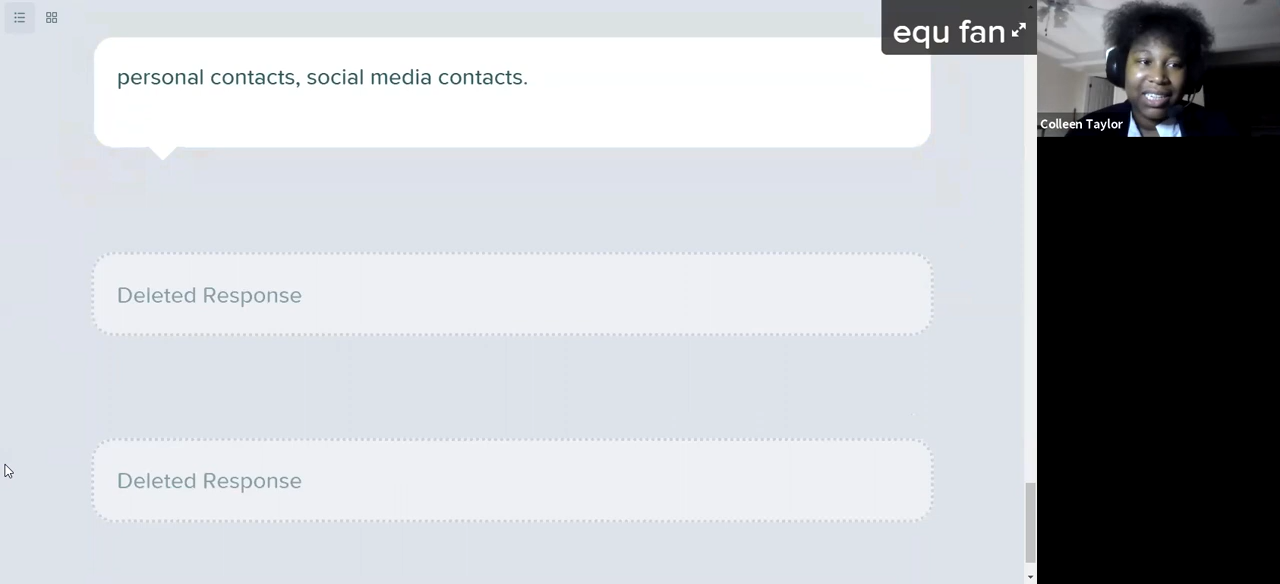 equ fan
personal contacts, social media contacts.
Colleen Taylor
Deleted Response
Deleted Response